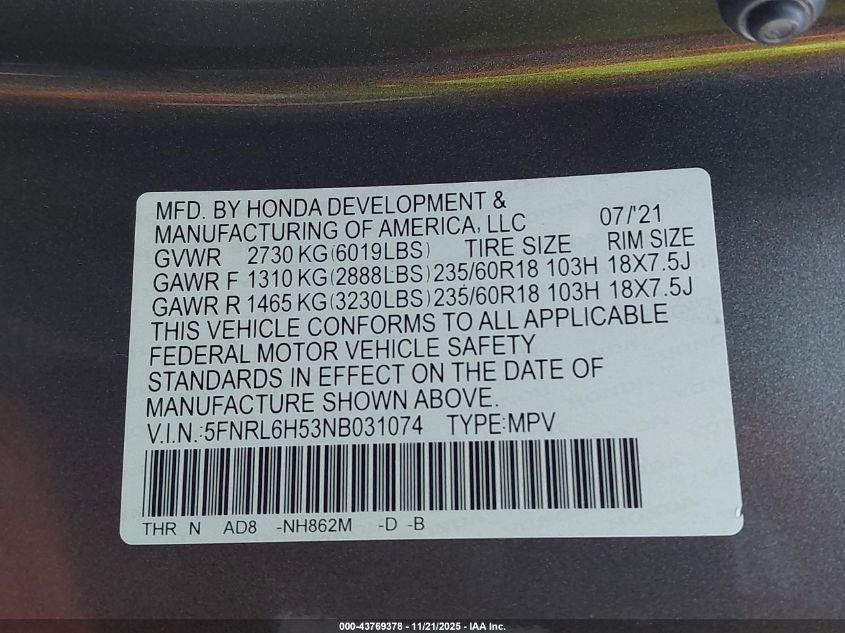 MFD. BY HONDA DEVELOPMENT &
MANUFACTURING OF AMERICA, LLC 07/'21
GVWR 2730 KG (6019LBS) TIRE SIZE RIM SIZE
GAWR F 1310 KG (2888LBS) 235/60R18 103H 18X7.5J
GAWR R 1465 KG (3230LBS) 235/60R18 103H 18X7.5J
THIS VEHICLE CONFORMS TO ALL APPLICABLE
FEDERAL MOTOR VEHICLE SAFETY
STANDARDS IN EFFECT ON THE DATE OF
MANUFACTURE SHOWN ABOVE.
V.I.N.:5FNRL6H53NB031074 TYPE:MPV
THR N AD8 -NH862M -D -B
000-43769378 - 11/21/2025 - IAA Inc.